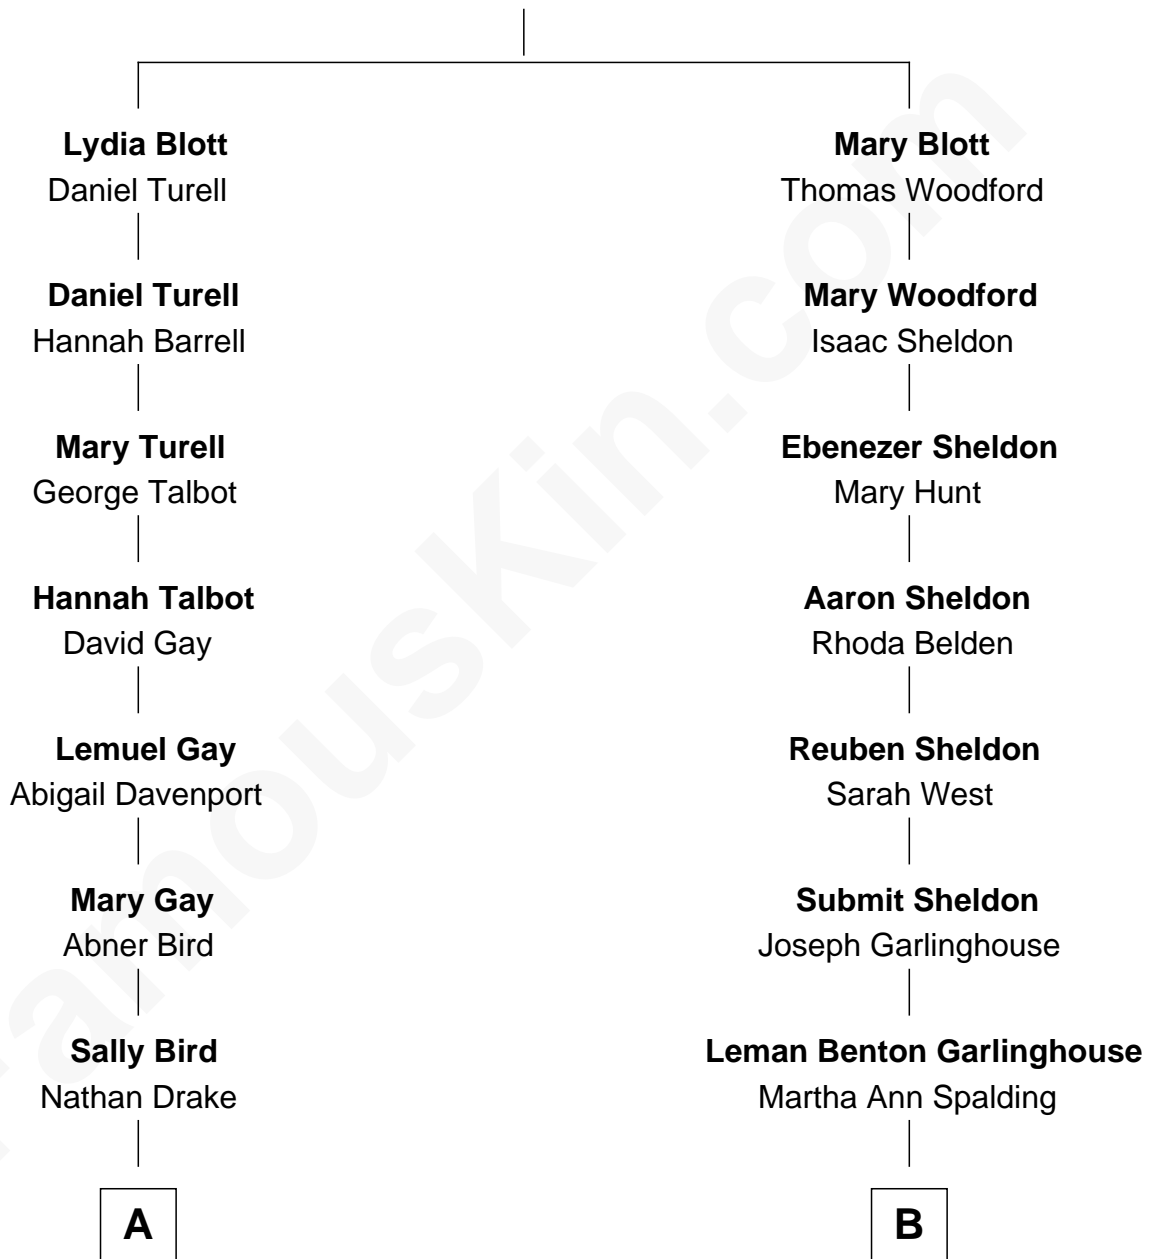 Lydia Blott
Daniel Turell
Daniel Turell
Hannah Barrell
Mary Turell
George Talbot
Hannah Talbot
David Gay
Lemuel Gay
Abigail Davenport
Mary Gay
Abner Bird
Sally Bird
Nathan Drake
A
Mary Blott
Thomas Woodford
Mary Woodford
Isaac Sheldon
Ebenezer Sheldon
Mary Hunt
Aaron Sheldon
Rhoda Belden
Reuben Sheldon
Sarah West
Submit Sheldon
Joseph Garlinghouse
Leman Benton Garlinghouse
Martha Ann Spalding
B
FamousKin.com